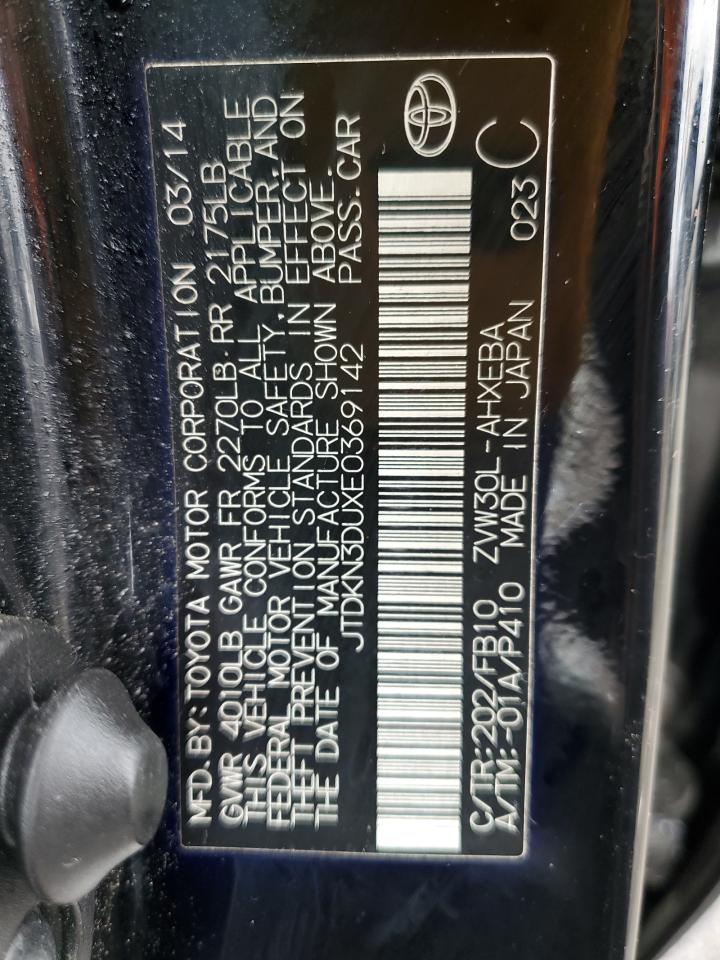 MFD.BY:TOYOTA MOTOR CORPORATION 03/14
GVWR 4010LB GAWR FR 2270LB RR 2175LB
THIS VEHICLE CONFORMS TO ALL APPLICABLE
FEDERAL MOTOR VEHICLE SAFETY,BUMPER,AND
THEFT PREVENTION STANDARDS IN EFFECT ON
THE DATE OF MANUFACTURE SHOWN ABOVE.
JTDKN3DUXE0369142 PASS.CAR
C/TR:202/FB10 ZVW30L-AHXEBA
A/TM:-01A/P410 MADE IN JAPAN 023 C